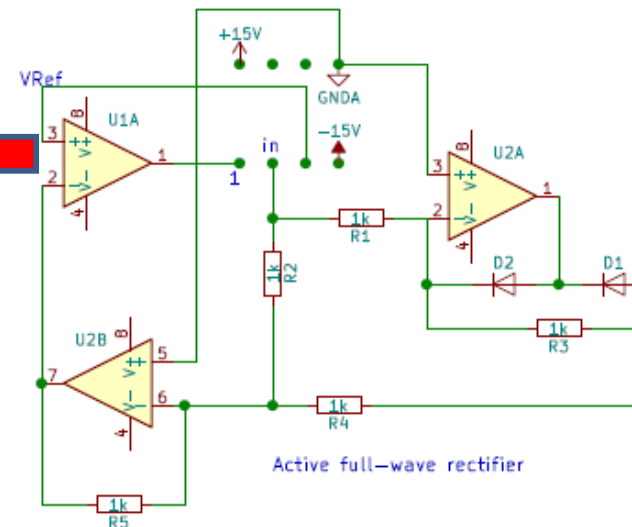 +15V
VRef
GNDA
8
U1A
3
V+
1
2
V-
4
in
-15V
1
8
U2A
3
V+
1
2
V-
4
1k
R1
1k
R2
D2
D1
1k
R3
8
U2B
5
V+
7
6
V-
4
1k
R4
Active full-wave rectifier
1k
R5